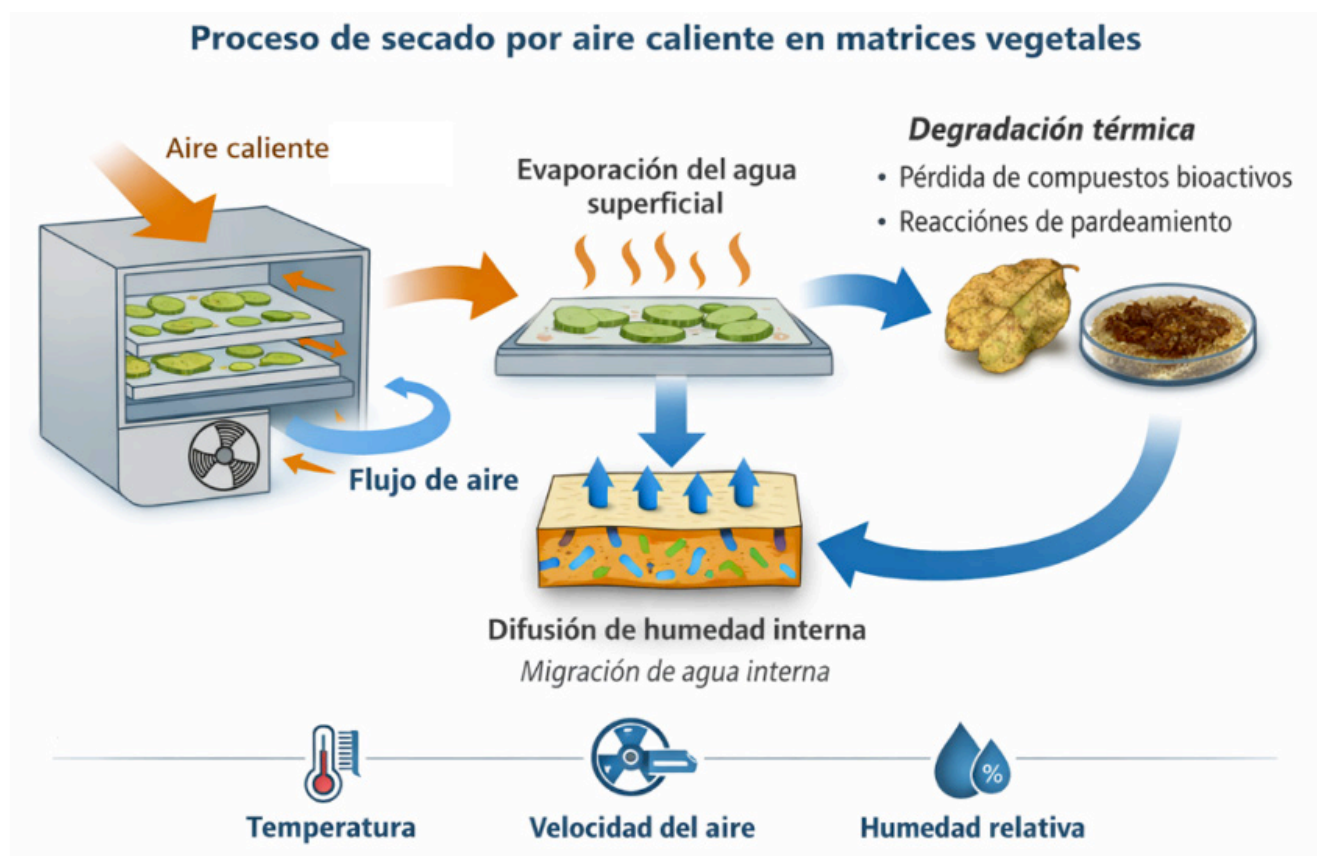 Proceso de secado por aire caliente en matrices vegetales
Aire caliente
Evaporación del agua
superficial
Degradación térmica
• Pérdida de compuestos bioactivos
• Reacciónes de pardeamiento
Flujo de aire
Difusión de humedad interna
Migración de agua interna
%
Temperatura
Velocidad del aire
Humedad relativa